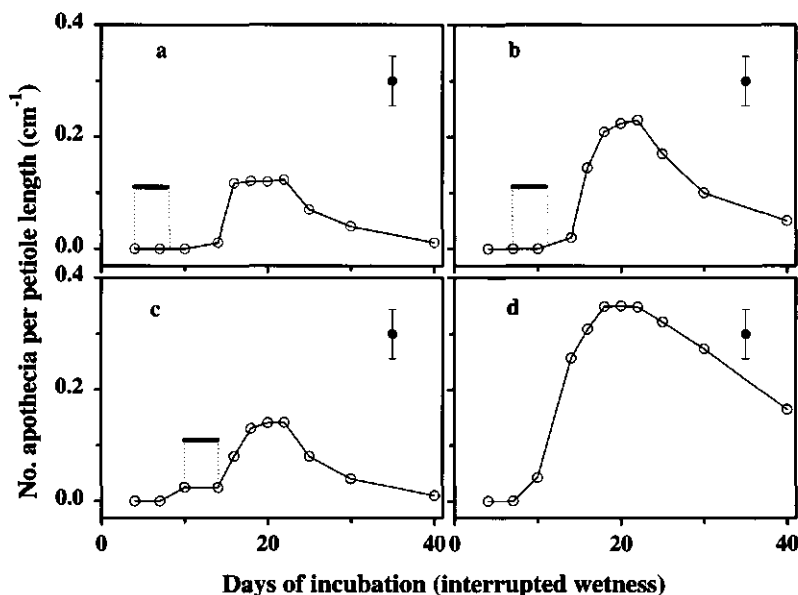 No. apothecia per petiole length (cm⁻¹)
0.4
0.2
0.0
a
b
0.4
0.2
0.0
c
d
0 20 40 0 20 40
Days of incubation (interrupted wetness)